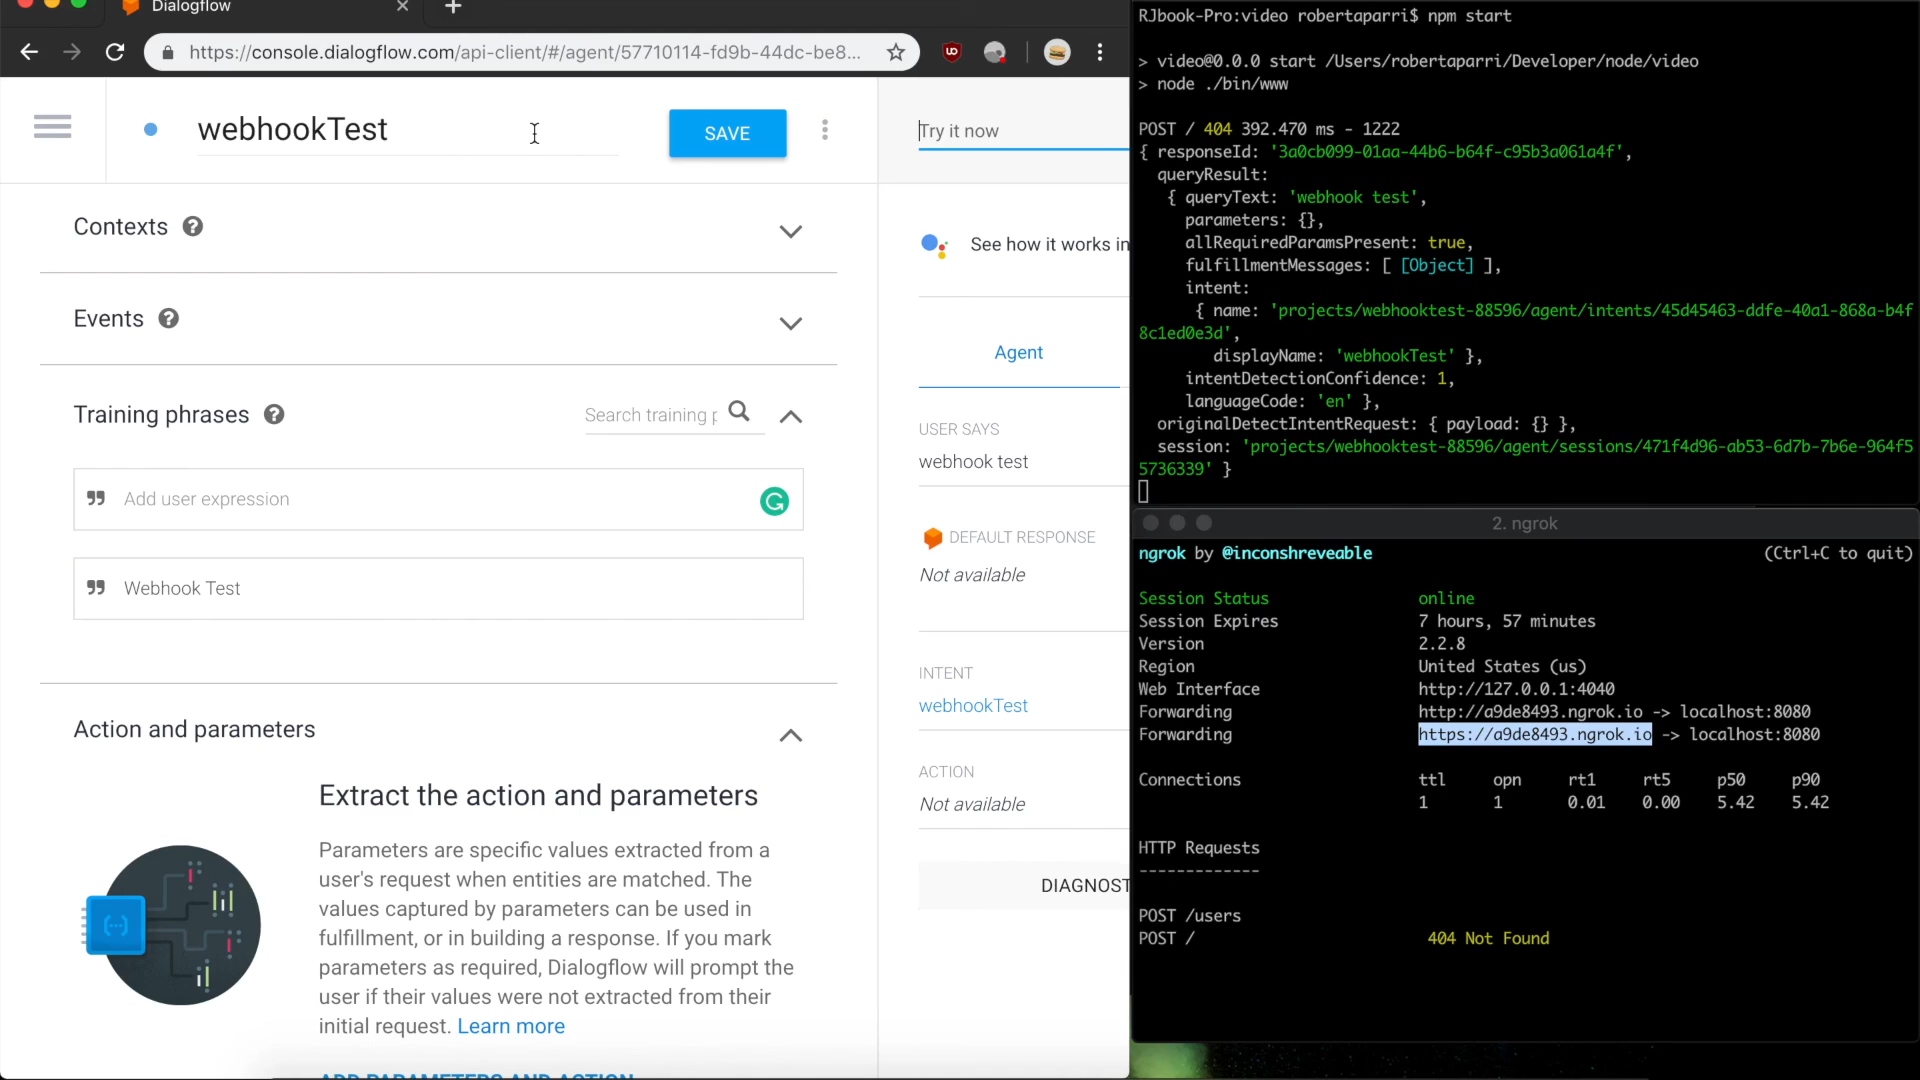 Dialogflow
https://console.dialogflow.com/api-client/#/agent/57710114-fd9b-44dc-be8...
webhookTest
SAVE
Contexts
Events
Training phrases
Search training p
Add user expression
Webhook Test
Action and parameters
Extract the action and parameters
Parameters are specific values extracted from a
user's request when entities are matched. The
values captured by parameters can be used in
fulfillment, or in building a response. If you mark
parameters as required, Dialogflow will prompt the
user if their values were not extracted from their
initial request. Learn more
ADD PARAMETERS AND ACTION
Try it now
See how it works in
Agent
USER SAYS
webhook test
DEFAULT RESPONSE
Not available
INTENT
webhookTest
ACTION
Not available
DIAGNOST
RJbook-Pro:video robertaparri$ npm start
> video@0.0.0 start /Users/robertaparri/Developer/node/video
> node ./bin/www
POST / 404 392.470 ms - 1222
{ responseId: '3a0cb099-01aa-44b6-b64f-c95b3a061a4f',
queryResult:
{ queryText: 'webhook test',
parameters: {},
allRequiredParamsPresent: true,
fulfillmentMessages: [ [Object] ],
intent:
{ name: 'projects/webhooktest-88596/agent/intents/45d45463-ddfe-40a1-868a-b4f
8c1ed0e3d',
displayName: 'webhookTest' },
intentDetectionConfidence: 1,
languageCode: 'en' },
originalDetectIntentRequest: { payload: {} },
session: 'projects/webhooktest-88596/agent/sessions/471f4d96-ab53-6d7b-7b6e-964f5
5736339' }
2. ngrok
ngrok by @inconshreveable (Ctrl+C to quit)
Session Status online
Session Expires 7 hours, 57 minutes
Version 2.2.8
Region United States (us)
Web Interface http://127.0.0.1:4040
Forwarding http://a9de8493.ngrok.io -> localhost:8080
Forwarding https://a9de8493.ngrok.io -> localhost:8080
Connections ttl opn rt1 rt5 p50 p90
1 1 0.01 0.00 5.42 5.42
HTTP Requests
-------------
POST /users
POST / 404 Not Found